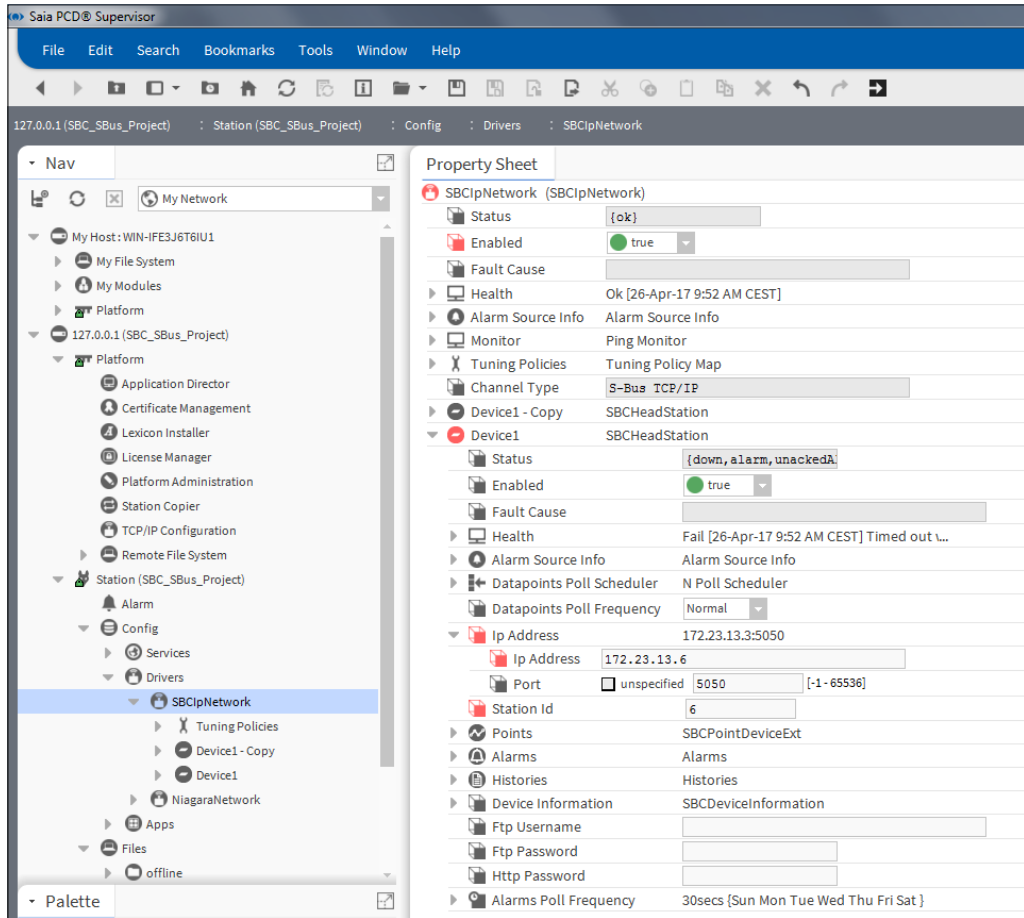 Saia PCD® Supervisor
File Edit Search Bookmarks Tools Window Help
127.0.0.1 (SBC_SBus_Project) : Station (SBC_SBus_Project) : Config : Drivers : SBCIpNetwork
Nav
My Network
My Host : WIN-IFE3J6T6IU1
My File System
My Modules
Platform
127.0.0.1 (SBC_SBus_Project)
Platform
Application Director
Certificate Management
Lexicon Installer
License Manager
Platform Administration
Station Copier
TCP/IP Configuration
Remote File System
Station (SBC_SBus_Project)
Alarm
Config
Services
Drivers
SBCIpNetwork
Tuning Policies
Device1 - Copy
Device1
NiagaraNetwork
Apps
Files
offline
Palette
Property Sheet
SBCIpNetwork (SBCIpNetwork)
Status {ok}
Enabled true
Fault Cause
Health Ok [26-Apr-17 9:52 AM CEST]
Alarm Source Info Alarm Source Info
Monitor Ping Monitor
Tuning Policies Tuning Policy Map
Channel Type S-Bus TCP/IP
Device1 - Copy SBCHeadStation
Device1 SBCHeadStation
Status {down,alarm,unackedA
Enabled true
Fault Cause
Health Fail [26-Apr-17 9:52 AM CEST] Timed out w...
Alarm Source Info Alarm Source Info
Datapoints Poll Scheduler N Poll Scheduler
Datapoints Poll Frequency Normal
Ip Address 172.23.13.3:5050
Ip Address 172.23.13.6
Port unspecified 5050 [-1 - 65536]
Station Id 6
Points SBCPointDeviceExt
Alarms Alarms
Histories Histories
Device Information SBCDeviceInformation
Ftp Username
Ftp Password
Http Password
Alarms Poll Frequency 30secs {Sun Mon Tue Wed Thu Fri Sat }